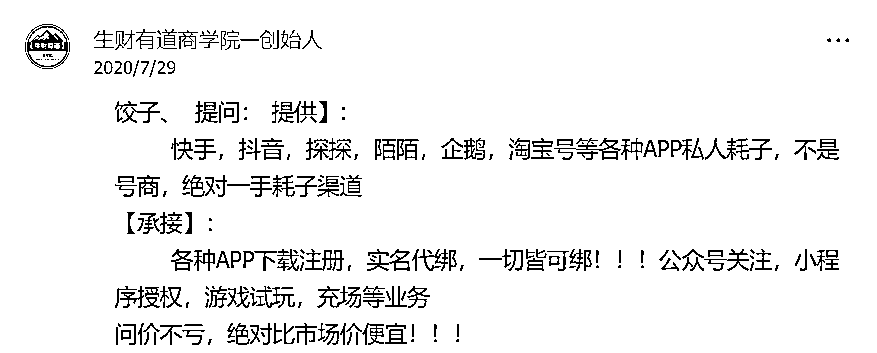 生财有道商学院—创始人
2020/7/29
饺子、 提问： 提供】：
快手，抖音，探探，陌陌，企鹅，淘宝号等各种APP私人耗子，不是
号商，绝对一手耗子渠道
【承接】：
各种APP下载注册，实名代绑，一切皆可绑！！！公众号关注，小程
序授权，游戏试玩，充场等业务
问价不亏，绝对比市场价便宜！！！